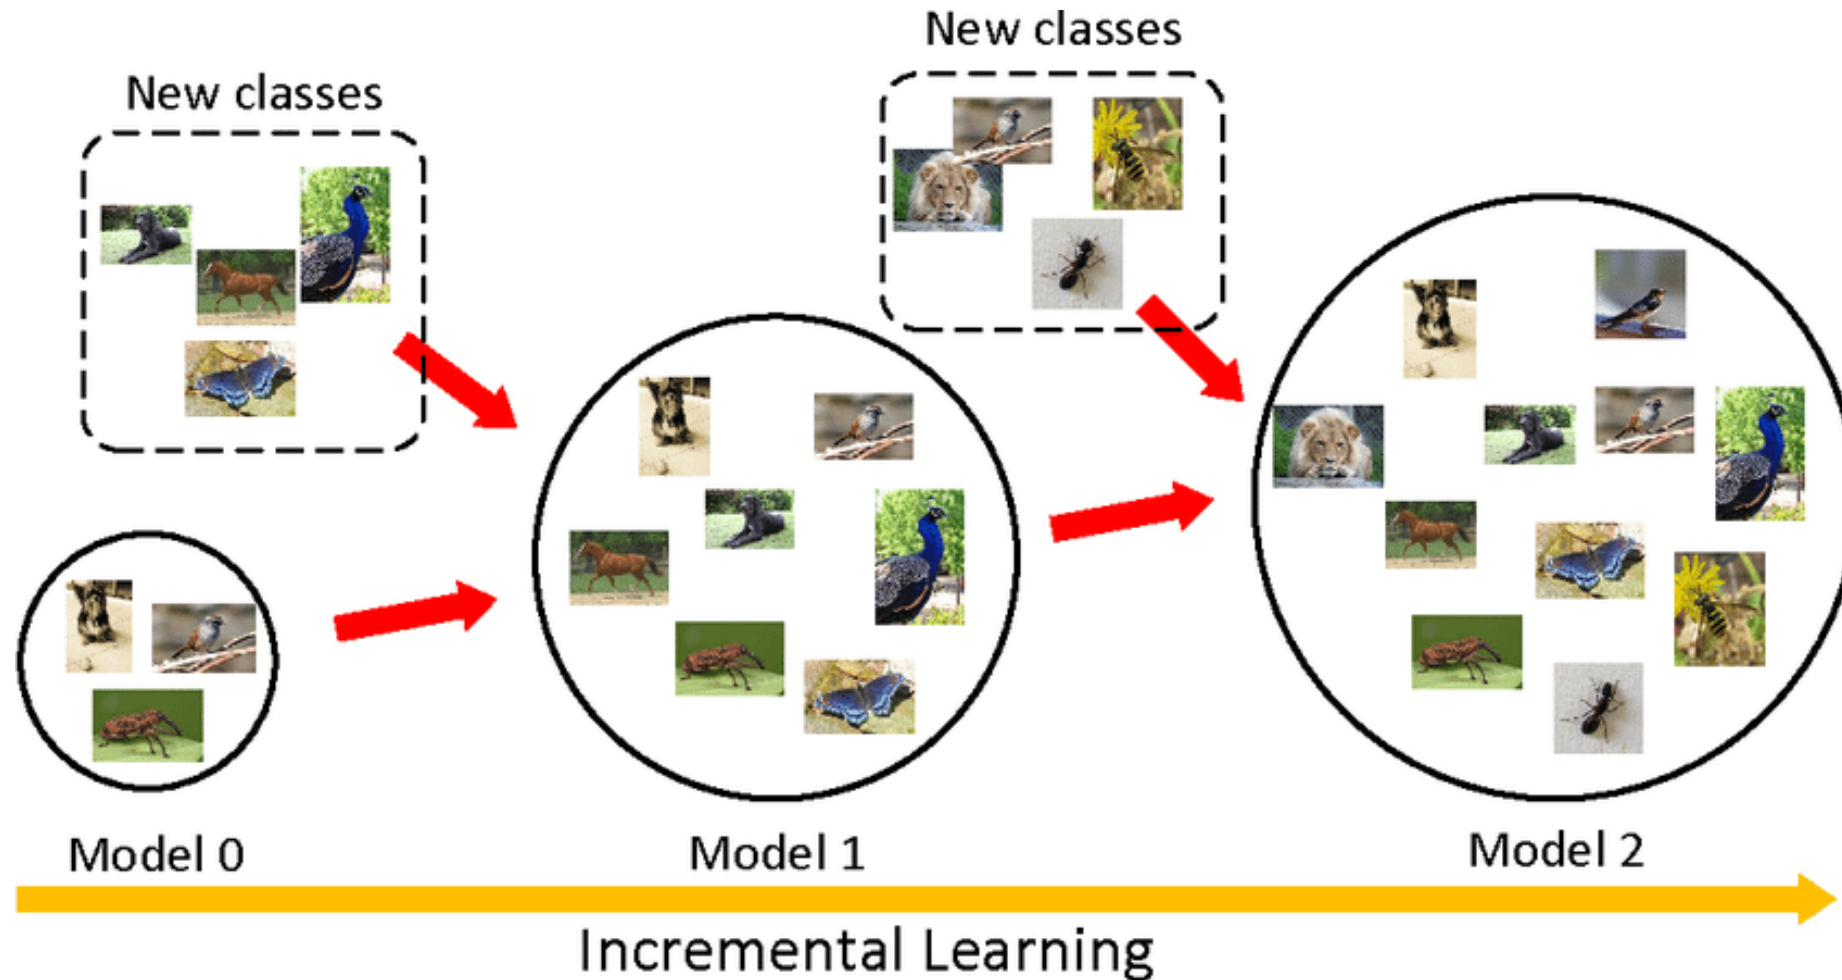 New classes
New classes
Model 0
Model 1
Model 2
Incremental Learning